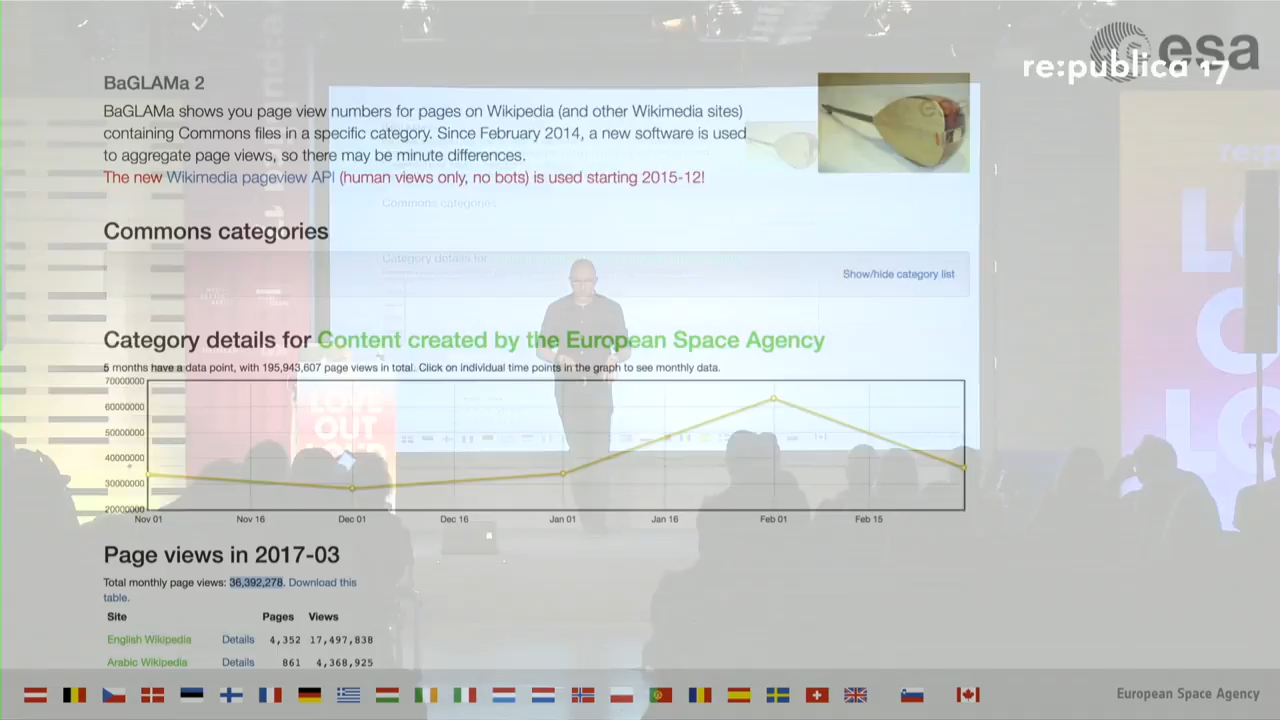 esa
re:publica 17
BaGLAMa 2
BaGLAMa shows you page view numbers for pages on Wikipedia (and other Wikimedia sites)
containing Commons files in a specific category. Since February 2014, a new software is used
to aggregate page views, so there may be minute differences.
The new Wikimedia pageview API (human views only, no bots) is used starting 2015-12!
Commons categories
Commons categories
Category details for
Show/hide category list
Category details for Content created by the European Space Agency
5 months have a data point, with 195,943,607 page views in total. Click on individual time points in the graph to see monthly data.
70000000
60000000
50000000
40000000
30000000
20000000
Nov 01 Nov 16 Dec 01 Dec 16 Jan 01 Jan 16 Feb 01 Feb 15
LOVE
OUT
Page views in 2017-03
Total monthly page views: 36,392,278. Download this
table.
Site Pages Views
English Wikipedia Details 4,352 17,497,838
Arabic Wikipedia Details 861 4,368,925
European Space Agency